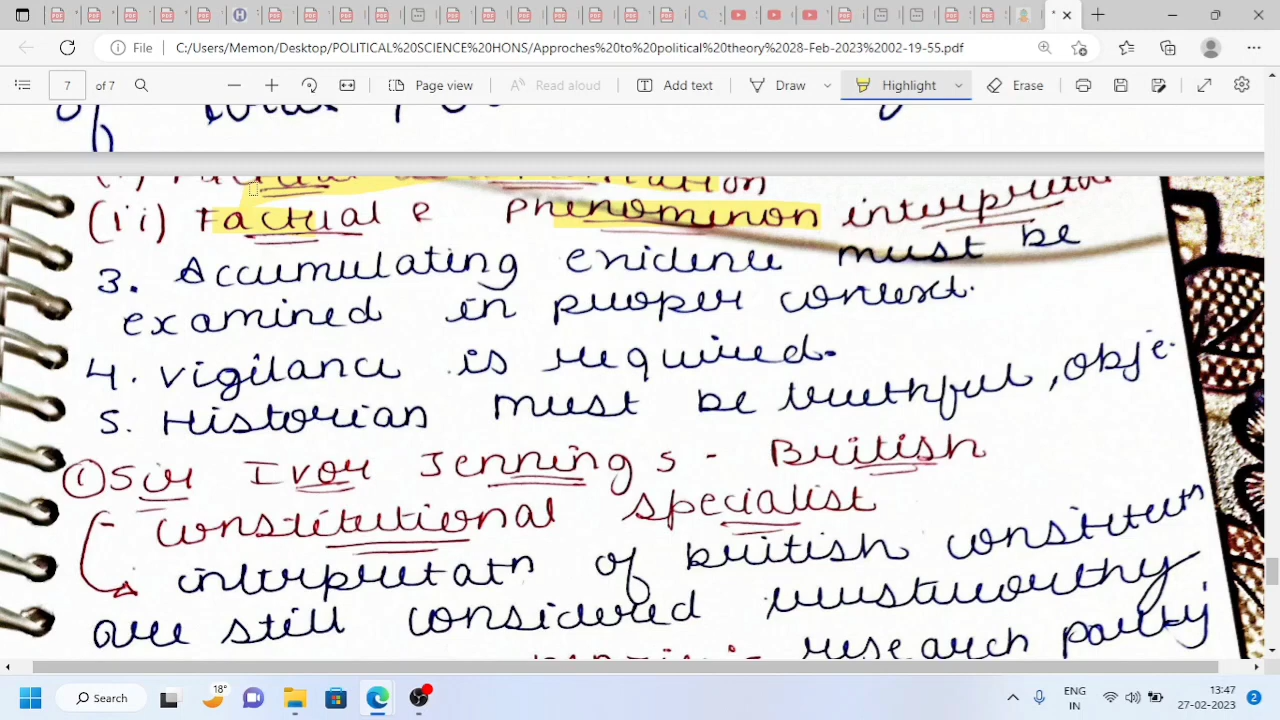 File C:/Users/Memon/Desktop/POLITICAL%20SCIENCE%20HONS/Approches%20to%20political%20theory%2028-Feb-2023%2002-19-55.pdf
7 of 7 Page view Read aloud Add text Draw Highlight Erase
of
(ii) Factual & Phenominon interpretat
3. Accumulating evidence must be
examined in proper context.
4. Vigilance is required.
5. Historian must be truthful, obje
① Sir Ivor Jennings - British
constitutional specialist
interpretatn of british constitutn
are still considered trustworthy
research partly
Search 18° ENG IN 13:47 27-02-2023 2